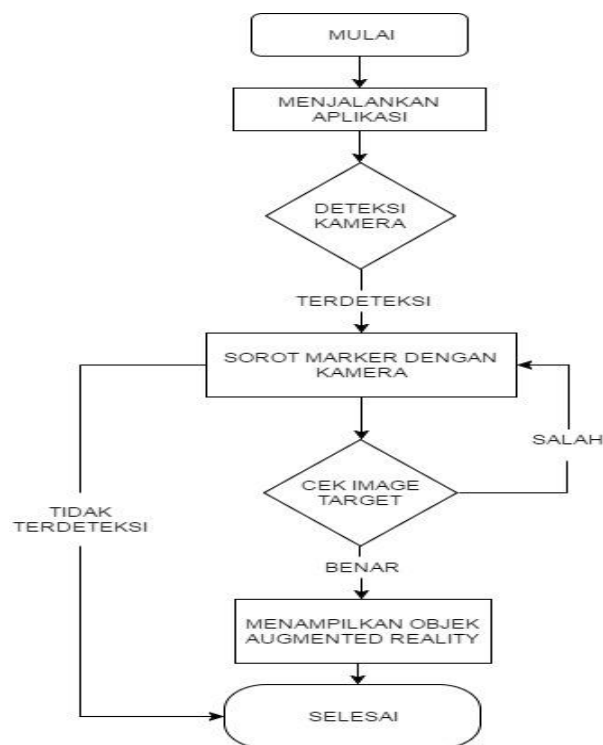 MULAI
MENJALANKAN
APLIKASI
DETEKSI
KAMERA
TERDETEKSI
SOROT MARKER DENGAN
KAMERA
SALAH
CEK IMAGE
TARGET
TIDAK
TERDETEKSI
BENAR
MENAMPILKAN OBJEK
AUGMENTED REALITY
SELESAI